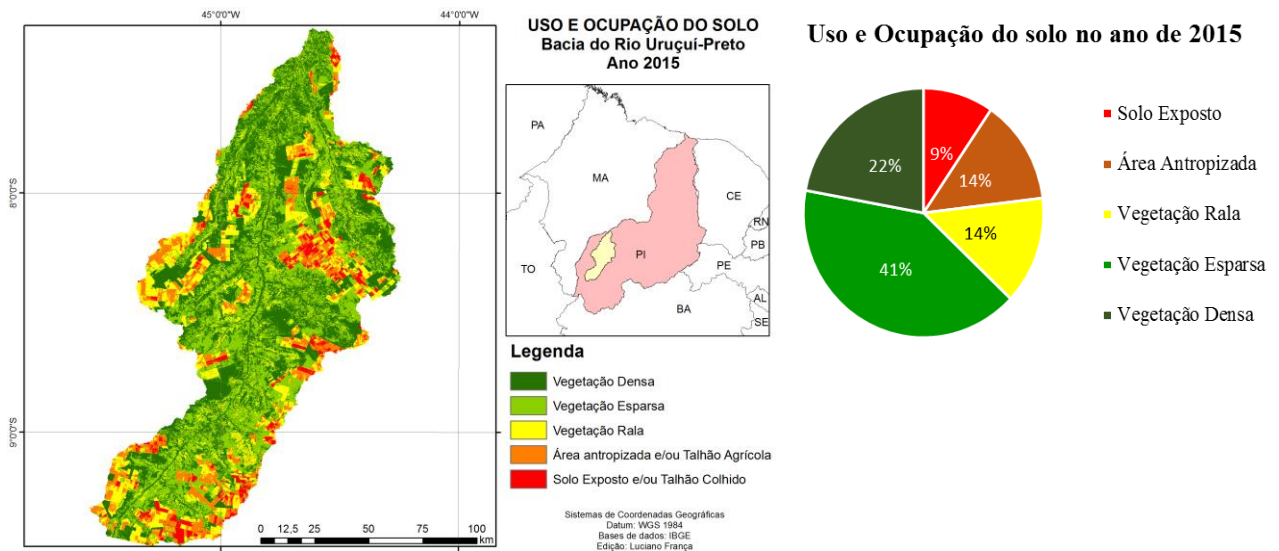 45°0'0"W
44°0'0"W
8°0'0"S
9°0'0"S
0 12,5 25 50 75 100
km
USO E OCUPAÇÃO DO SOLO
Bacia do Rio Uruçuí-Preto
Ano 2015
PA
MA
CE
RN
PB
PI
TO
PE
AL
BA
SE
Legenda
Vegetação Densa
Vegetação Esparsa
Vegetação Rala
Área antropizada e/ou Talhão Agrícola
Solo Exposto e/ou Talhão Colhido
Sistemas de Coordenadas Geográficas
Datum: WGS 1984
Bases de dados: IBGE
Edição: Luciano França
Uso e Ocupação do solo no ano de 2015
9%
14%
14%
41%
22%
Solo Exposto
Área Antropizada
Vegetação Rala
Vegetação Esparsa
Vegetação Densa